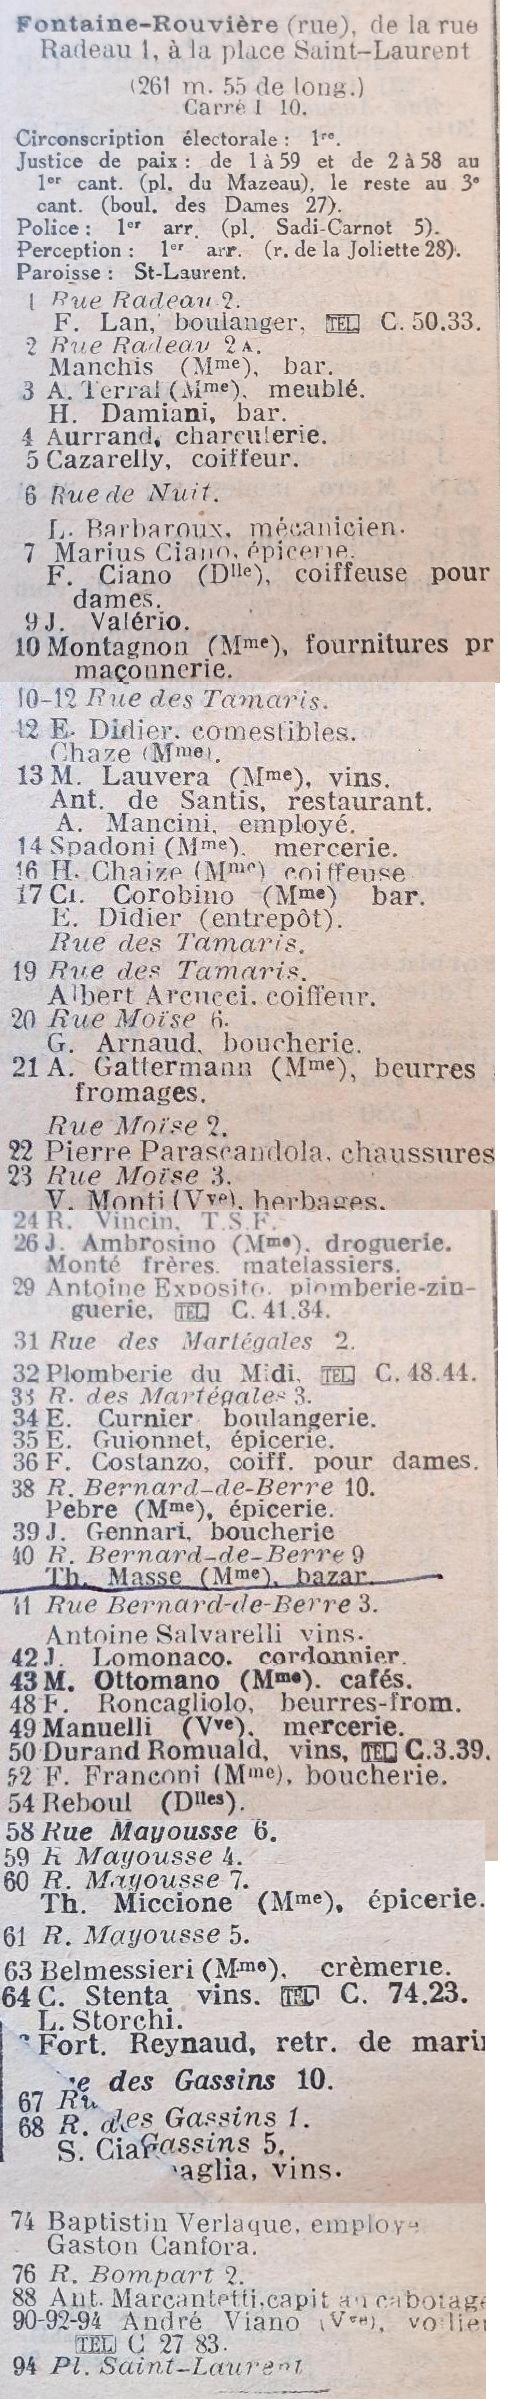 Fontaine-Rouvière (rue), de la rue
Radeau 1, à la place Saint-Laurent
(261 m. 55 de long.)
Carré I 10.
Circonscription électorale : 1re.
Justice de paix : de 1 à 59 et de 2 à 58 au
1er cant. (pl. du Mazeau), le reste au 3e
cant. (boul. des Dames 27).
Police : 1er arr. (pl. Sadi-Carnot 5).
Perception : 1er arr. (r. de la Joliette 28).
Paroisse : St-Laurent.
1 Rue Radeau 2.
F. Lan, boulanger, TEL C. 50.33.
2 Rue Radeau 2A.
Manchis (Mme), bar.
3 A. Terral (Mme), meublé.
H. Damiani, bar.
4 Aurrand, charcuterie.
5 Cazarelly, coiffeur.
6 Rue de Nuit.
L. Barbaroux, mécanicien.
7 Marius Ciano, épicerie.
F. Ciano (Dlle), coiffeuse pour
dames.
9 J. Valério.
10 Montagnon (Mme), fournitures pr
maçonnerie.
10-12 Rue des Tamaris.
12 E. Didier, comestibles.
Chaze (Mme).
13 M. Lauvera (Mme), vins.
Ant. de Santis, restaurant.
A. Mancini, employé.
14 Spadoni (Mme), mercerie.
16 H. Chaize (Mme) coiffeuse
17 Cl. Corobino (Mme) bar.
E. Didier (entrepôt).
Rue des Tamaris.
19 Rue des Tamaris.
Albert Arcucci, coiffeur.
20 Rue Moïse 6.
G. Arnaud, boucherie.
21 A. Gattermann (Mme), beurres
fromages.
Rue Moïse 2.
22 Pierre Parascandola, chaussures
23 Rue Moïse 3.
V. Monti (Vve), herbages.
24 R. Vincin, T.S.F.
26 J. Ambrosino (Mme), droguerie.
Monté frères, matelassiers.
29 Antoine Exposito, plomberie-zin-
guerie, TEL C. 41.34.
31 Rue des Martégales 2.
32 Plomberie du Midi, TEL C. 48.44.
33 R. des Martégales 3.
34 E. Curnier boulangerie.
35 E. Guionnet, épicerie.
36 F. Costanzo, coiff. pour dames.
38 R. Bernard-de-Berre 10.
Pebre (Mme), épicerie.
39 J. Gennari, boucherie
40 R. Bernard-de-Berre 9
Th. Masse (Mme), bazar
41 Rue Bernard-de-Berre 3.
Antoine Salvarelli vins.
42 J. Lomonaco, cordonnier.
43 M. Ottomano (Mme), cafés.
48 F. Roncagliolo, beurres-from.
49 Manuelli (Vve), mercerie.
50 Durand Romuald, vins, TEL C.3.39.
52 F. Franconi (Mme), boucherie.
54 Reboul (Dlles).
58 Rue Mayousse 6.
59 R Mayousse 4.
60 R. Mayousse 7.
Th. Miccione (Mme), épicerie.
61 R. Mayousse 5.
63 Belmessieri (Mme), crèmerie.
64 C. Stenta vins. TEL C. 74.23.
L. Storchi.
Fort. Reynaud, retr. de mari
e des Gassins 10.
67 Ru
68 R. des Gassins 1.
S. Cia Gassins 5.
aglia, vins.
74 Baptistin Verlaque, employé
Gaston Canfora.
76 R. Bompart 2.
88 Ant. Marcantetti, capit au cabotage
90-92-94 André Viano (Vve), voilier
TEL C 27 83.
94 Pl. Saint-Laurent